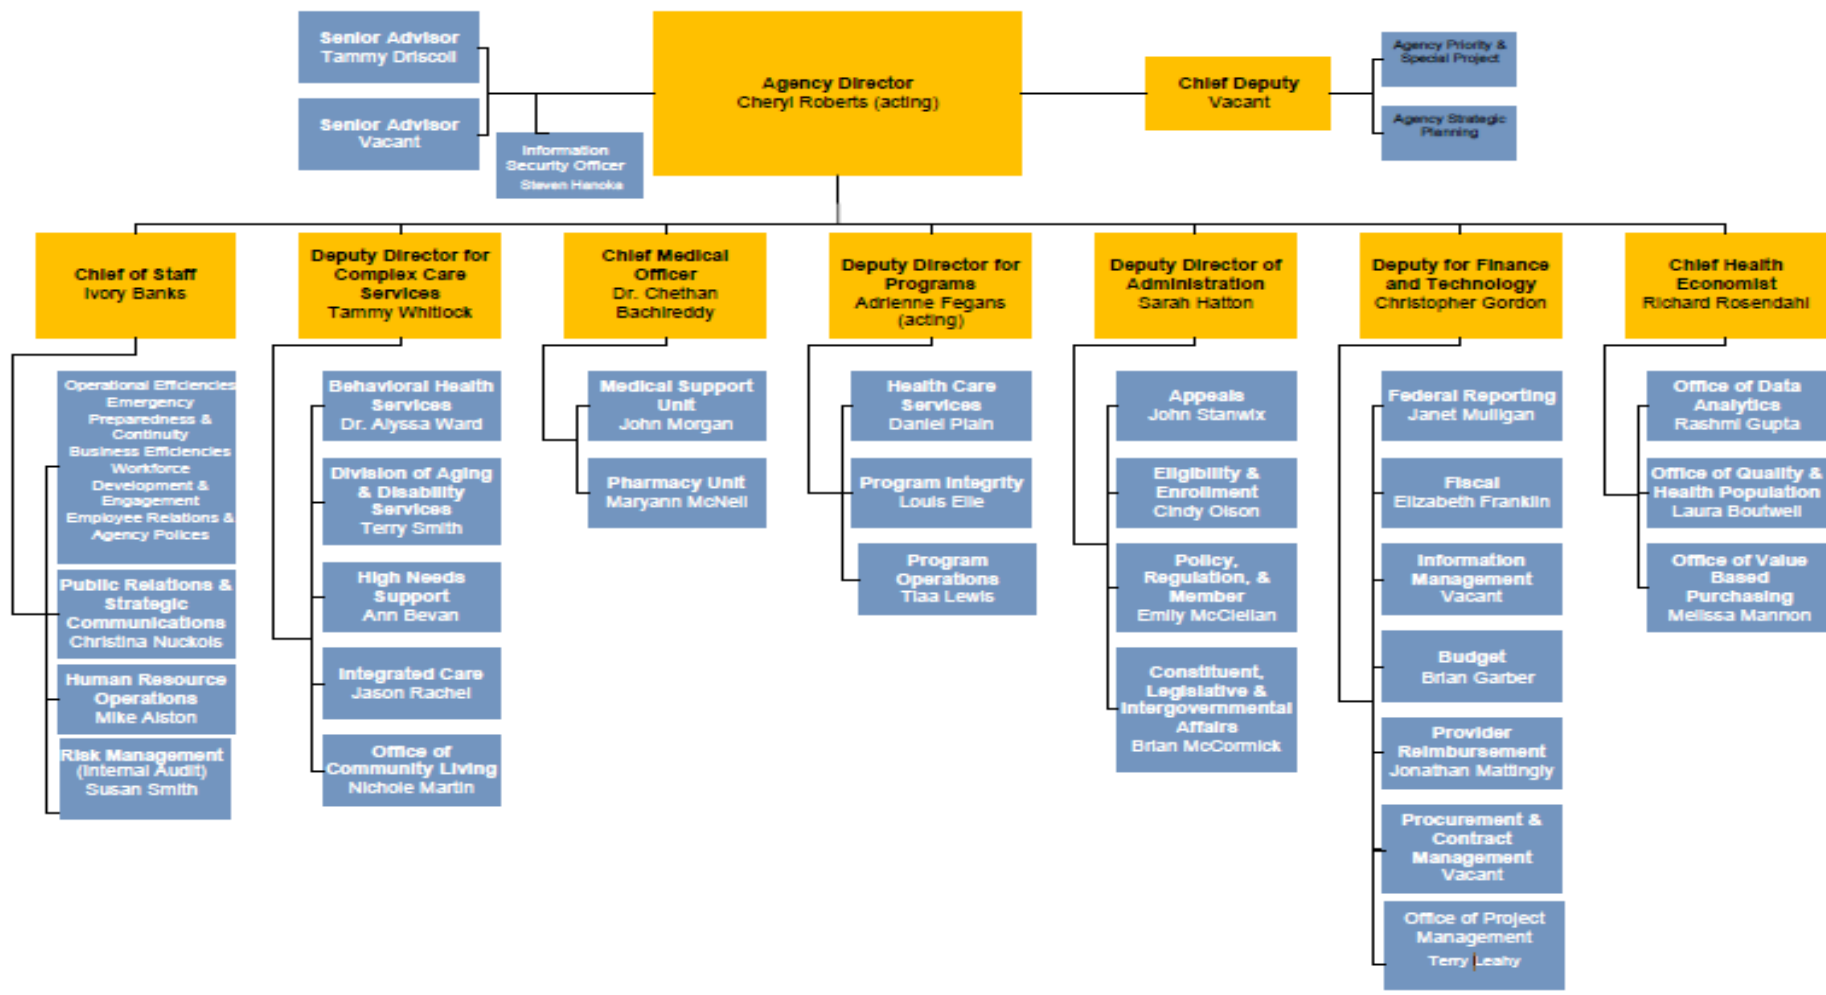 Senior Advisor
Tammy Driscoll
Senior Advisor
Vacant
Information
Security Officer
Steven Hanoka
Agency Director
Cheryl Roberts (acting)
Chief Deputy
Vacant
Agency Priority &
Special Project
Agency Strategic
Planning
Chief of Staff
Ivory Banks
Operational Efficiencies
Emergency
Preparedness &
Continuity
Business Efficiencies
Workforce
Development &
Engagement
Employee Relations &
Agency Polices
Public Relations &
Strategic
Communications
Christina Nuckols
Human Resource
Operations
Mike Alston
Risk Management
(Internal Audit)
Susan Smith
Deputy Director for
Complex Care
Services
Tammy Whitlock
Behavioral Health
Services
Dr. Alyssa Ward
Division of Aging
& Disability
Services
Terry Smith
High Needs
Support
Ann Bevan
Integrated Care
Jason Rachel
Office of
Community Living
Nichole Martin
Chief Medical
Officer
Dr. Chethan
Bachireddy
Medical Support
Unit
John Morgan
Pharmacy Unit
Maryann McNeil
Deputy Director for
Programs
Adrienne Fegans
(acting)
Health Care
Services
Daniel Plain
Program Integrity
Louis Elie
Program
Operations
Tiaa Lewis
Deputy Director of
Administration
Sarah Hatton
Appeals
John Stanwix
Eligibility &
Enrollment
Cindy Olson
Policy,
Regulation, &
Member
Emily McClellan
Constituent,
Legislative &
Intergovernmental
Affairs
Brian McCormick
Deputy for Finance
and Technology
Christopher Gordon
Federal Reporting
Janet Mulligan
Fiscal
Elizabeth Franklin
Information
Management
Vacant
Budget
Brian Garber
Provider
Reimbursement
Jonathan Mattingly
Procurement &
Contract
Management
Vacant
Office of Project
Management
Terry Leahy
Chief Health
Economist
Richard Rosendahl
Office of Data
Analytics
Rashmi Gupta
Office of Quality &
Health Population
Laura Boutwell
Office of Value
Based
Purchasing
Melissa Mannon